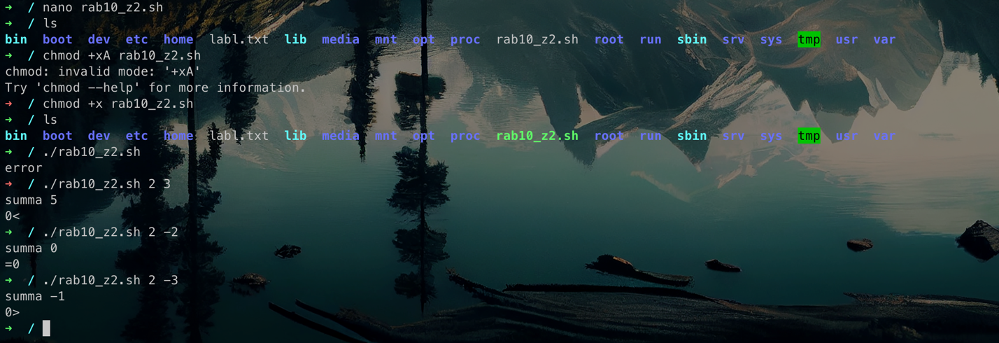 ➜  / nano rab10_z2.sh
➜  / ls
bin  boot  dev  etc  home  labl.txt  lib  media  mnt  opt  proc  rab10_z2.sh  root  run  sbin  srv  sys  tmp  usr  var
➜  / chmod +xA rab10_z2.sh
chmod: invalid mode: '+xA'
Try 'chmod --help' for more information.
➜  / chmod +x rab10_z2.sh
➜  / ls
bin  boot  dev  etc  home  labl.txt  lib  media  mnt  opt  proc  rab10_z2.sh  root  run  sbin  srv  sys  tmp  usr  var
➜  / ./rab10_z2.sh
error
➜  / ./rab10_z2.sh 2 3
summa 5
0<
➜  / ./rab10_z2.sh 2 -2
summa 0
=0
➜  / ./rab10_z2.sh 2 -3
summa -1
0>
➜  /